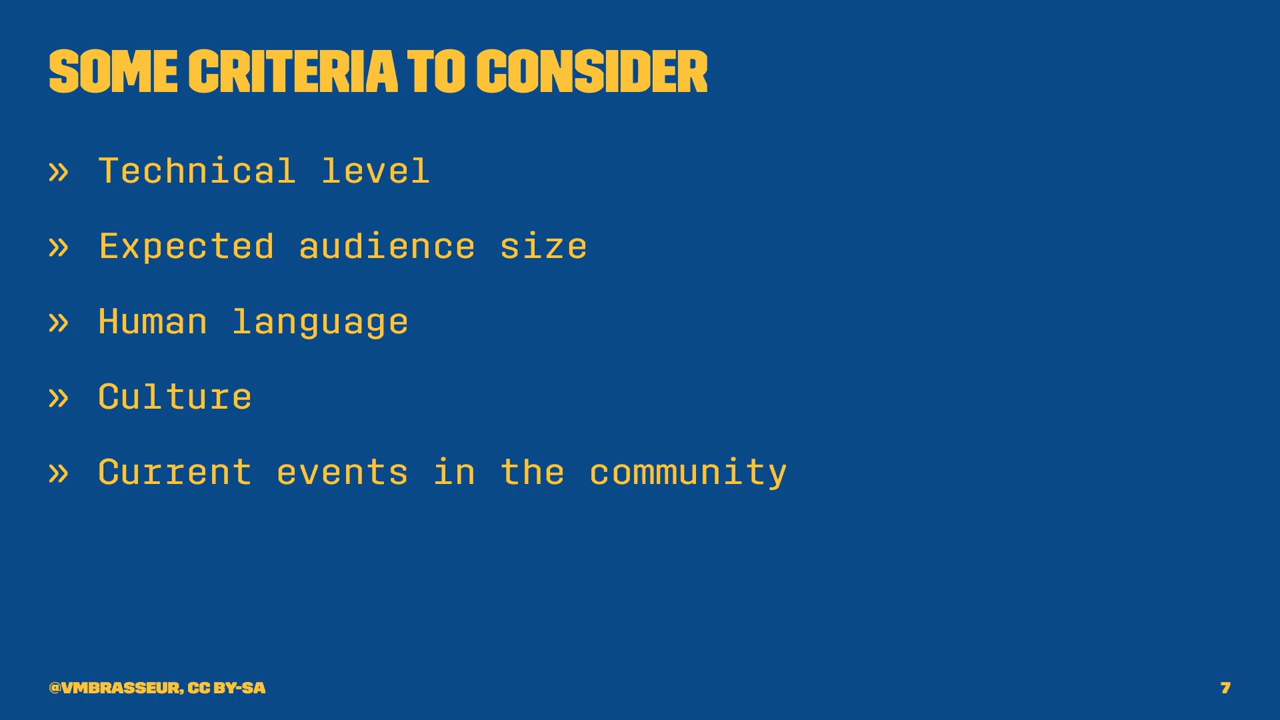 SOME CRITERIA TO CONSIDER
» Technical level
» Expected audience size
» Human language
» Culture
» Current events in the community
@VMBRASSEUR, CC BY-SA
7